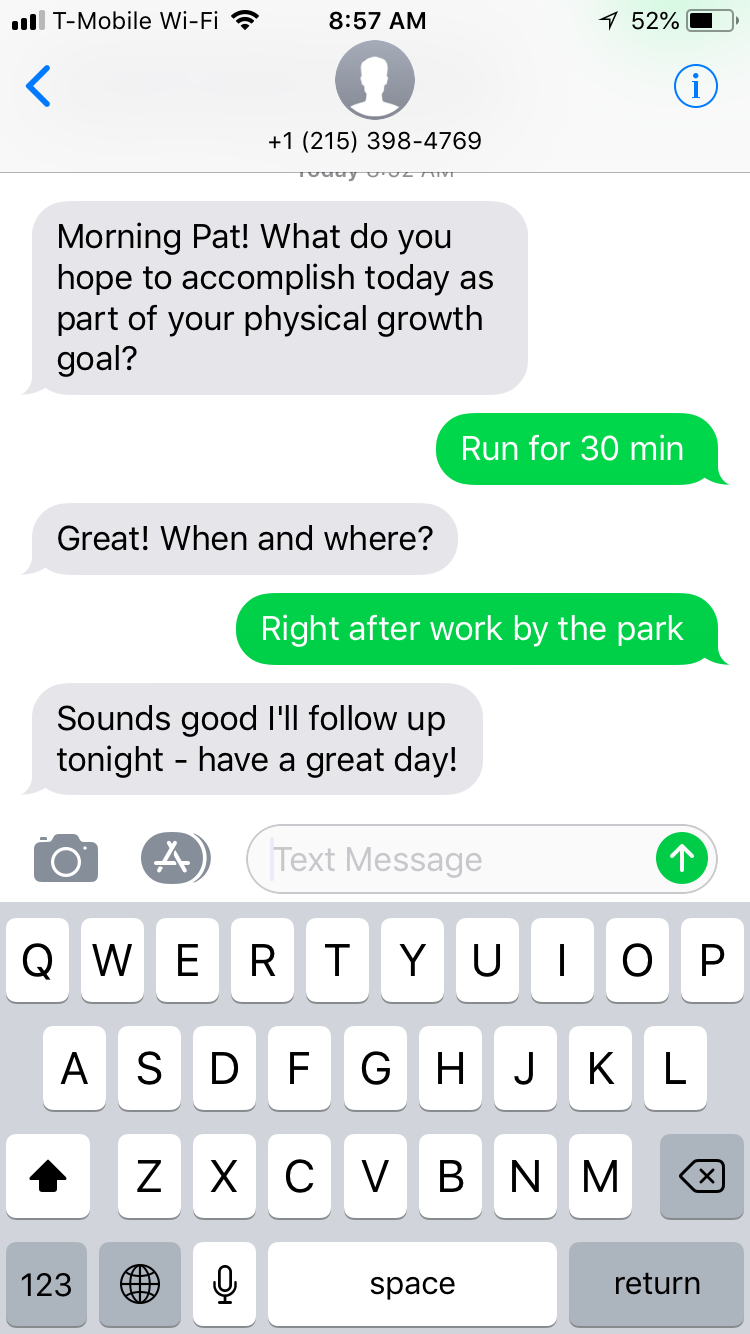 T-Mobile Wi-Fi 8:57 AM 52%
+1 (215) 398-4769
Morning Pat! What do you
hope to accomplish today as
part of your physical growth
goal?
Run for 30 min
Great! When and where?
Right after work by the park
Sounds good I'll follow up
tonight - have a great day!
Text Message
Q W E R T Y U I O P
A S D F G H J K L
Z X C V B N M
123 space return